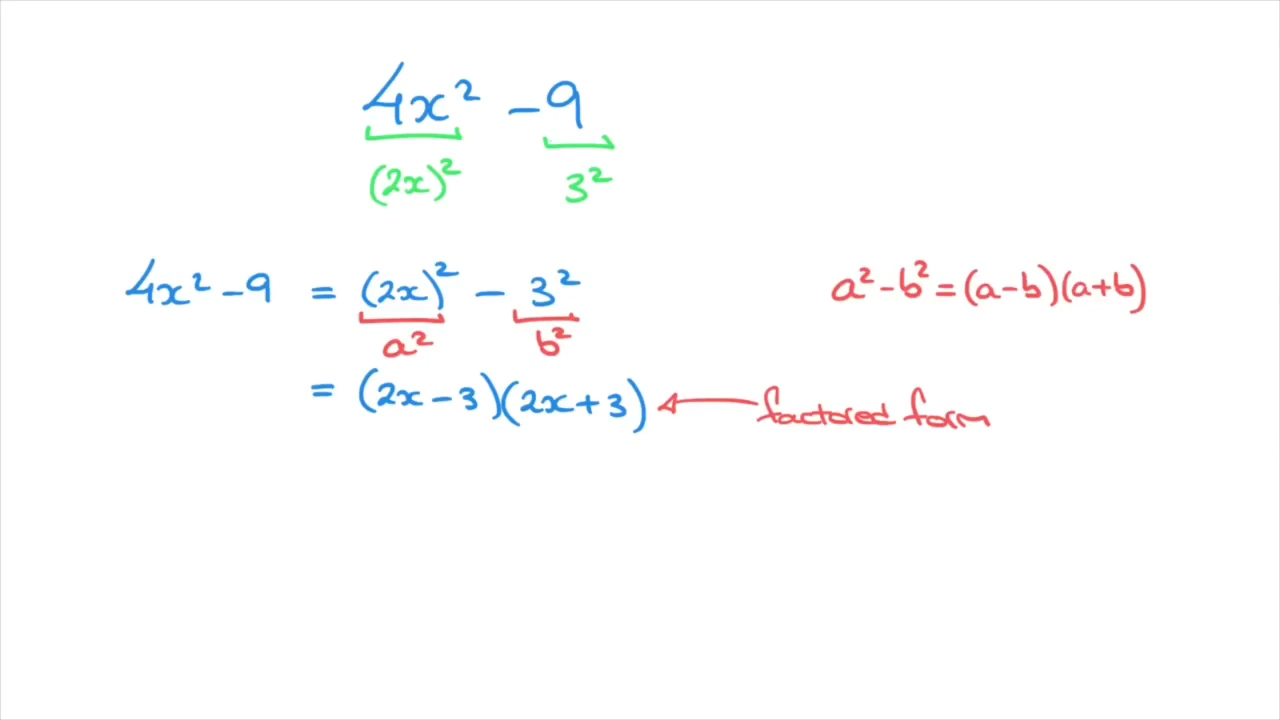 4x² - 9
(2x)² 3²
4x² - 9 = (2x)² - 3² a² - b² = (a - b)(a + b)
a² b²
= (2x - 3)(2x + 3) factored form